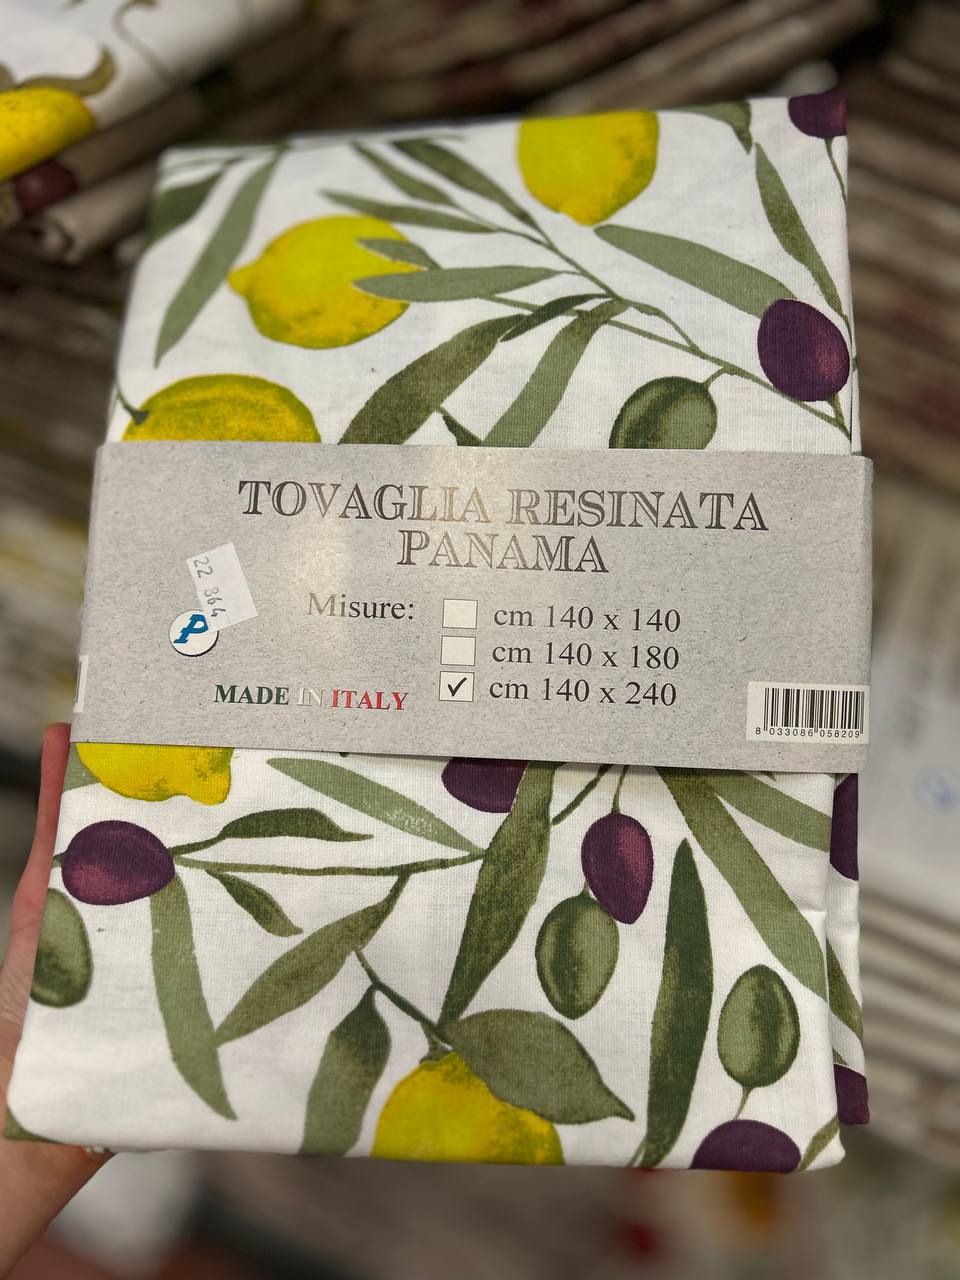 TOVAGLIA RESINATA
PANAMA
22 864
P
Misure:
cm 140 x 140
cm 140 x 180
✓ cm 140 x 240
MADE IN ITALY
8 033086 058209